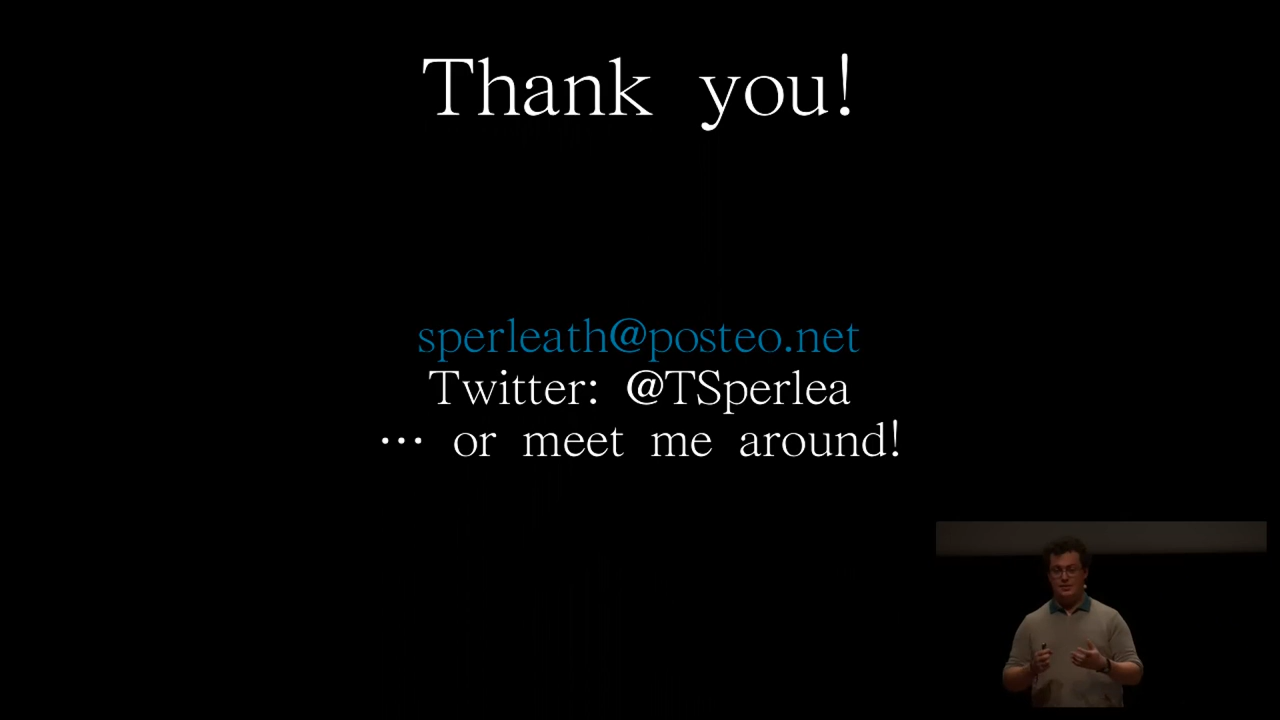 Thank you!
sperleath@posteo.net
Twitter: @TSperlea
… or meet me around!